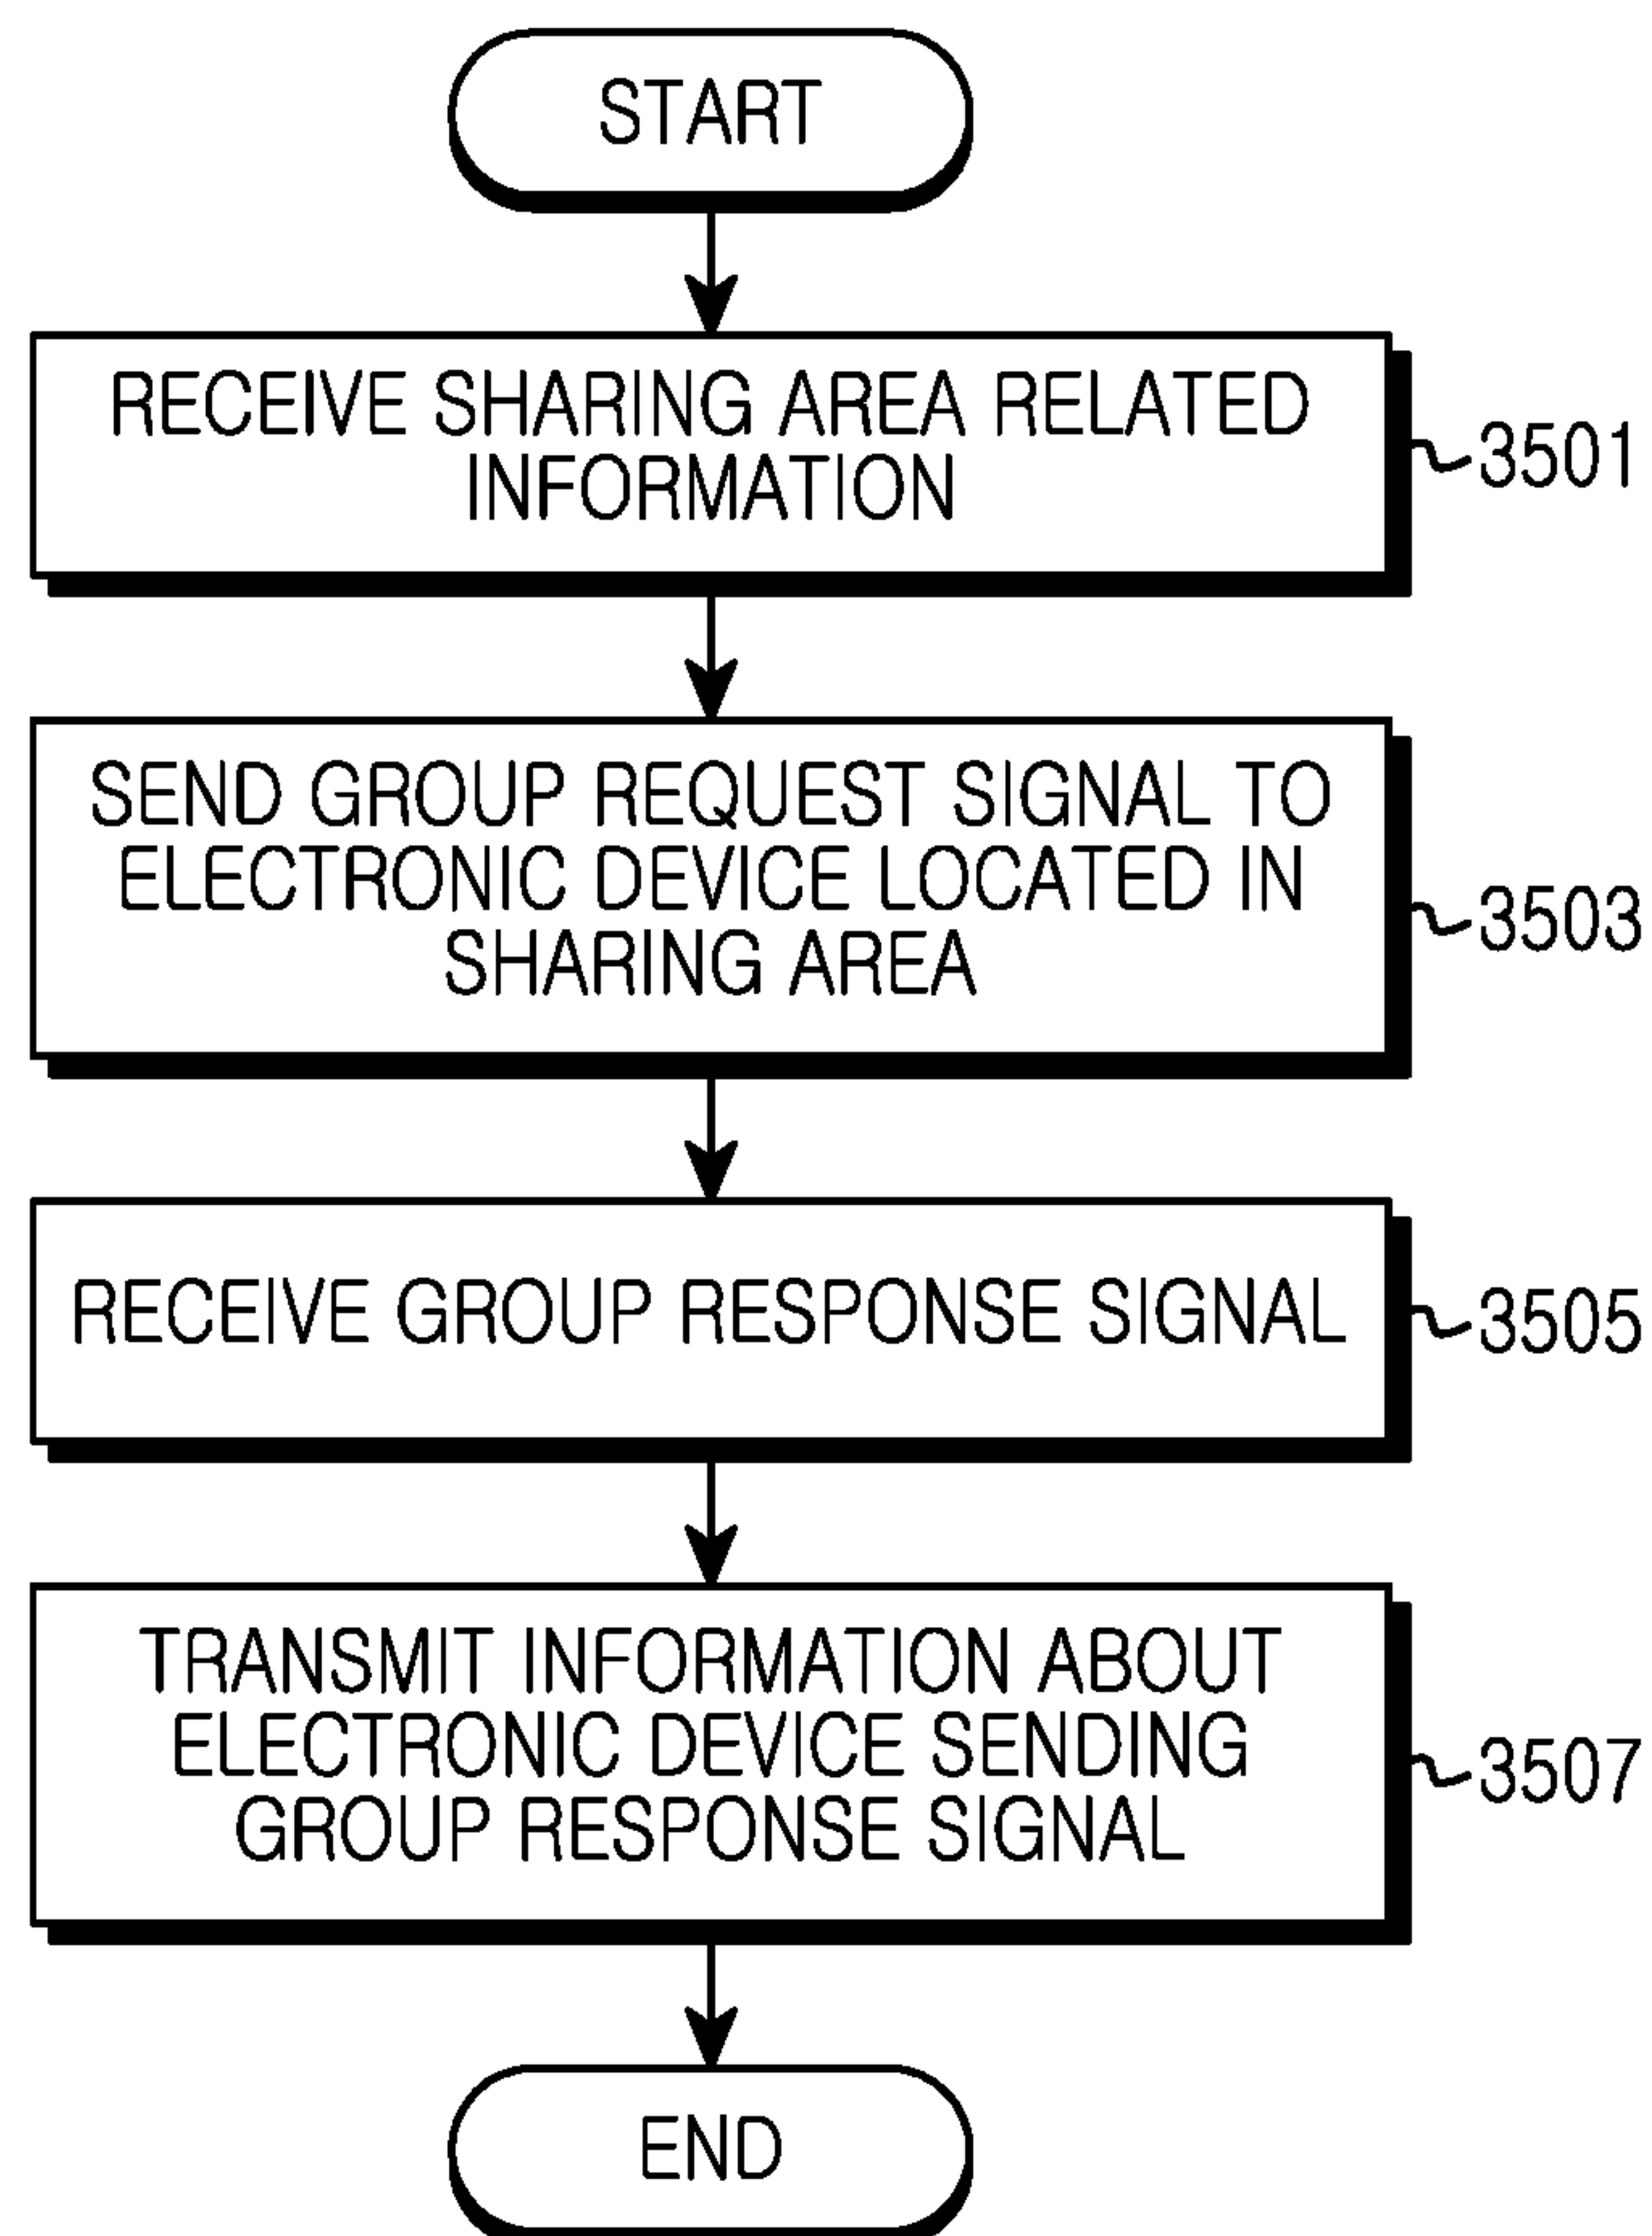 START
RECEIVE SHARING AREA RELATED
INFORMATION
3501
SEND GROUP REQUEST SIGNAL TO
ELECTRONIC DEVICE LOCATED IN
SHARING AREA
3503
RECEIVE GROUP RESPONSE SIGNAL
3505
TRANSMIT INFORMATION ABOUT
ELECTRONIC DEVICE SENDING
GROUP RESPONSE SIGNAL
3507
END